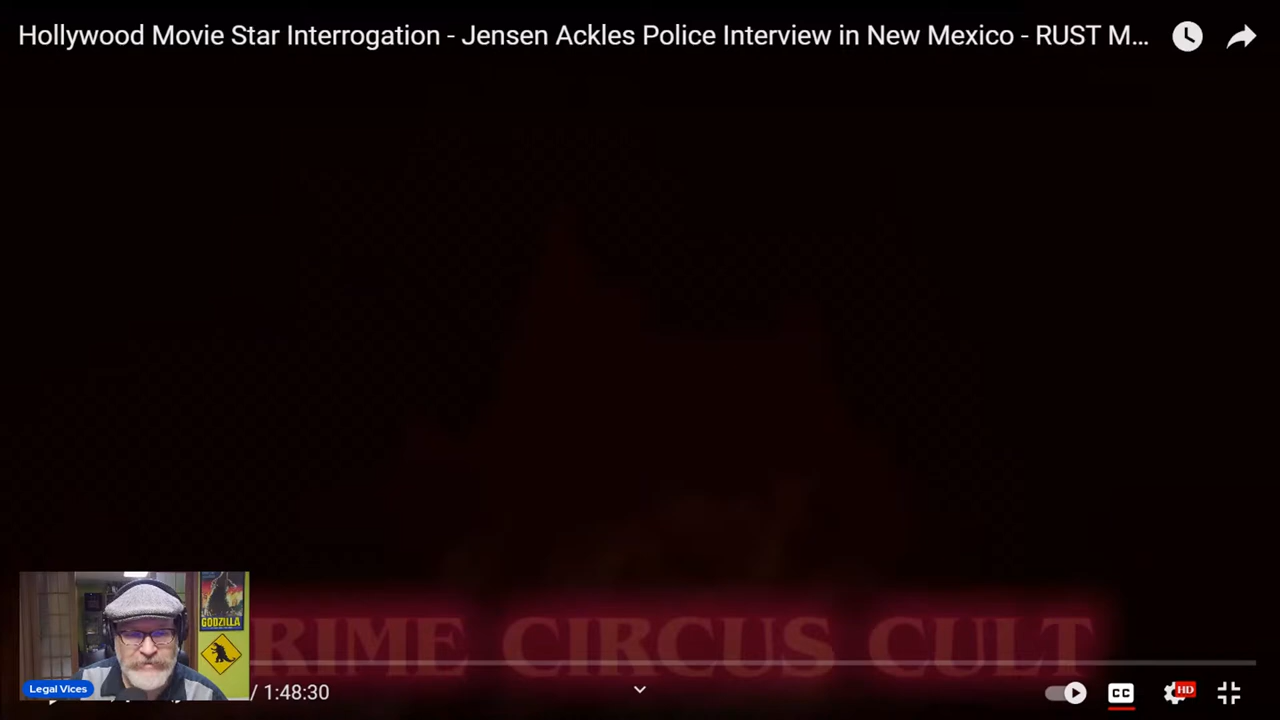 Hollywood Movie Star Interrogation - Jensen Ackles Police Interview in New Mexico - RUST M...
GODZILLA
RIME CIRCUS CULT
Legal Vices
/ 1:48:30
CC
HD